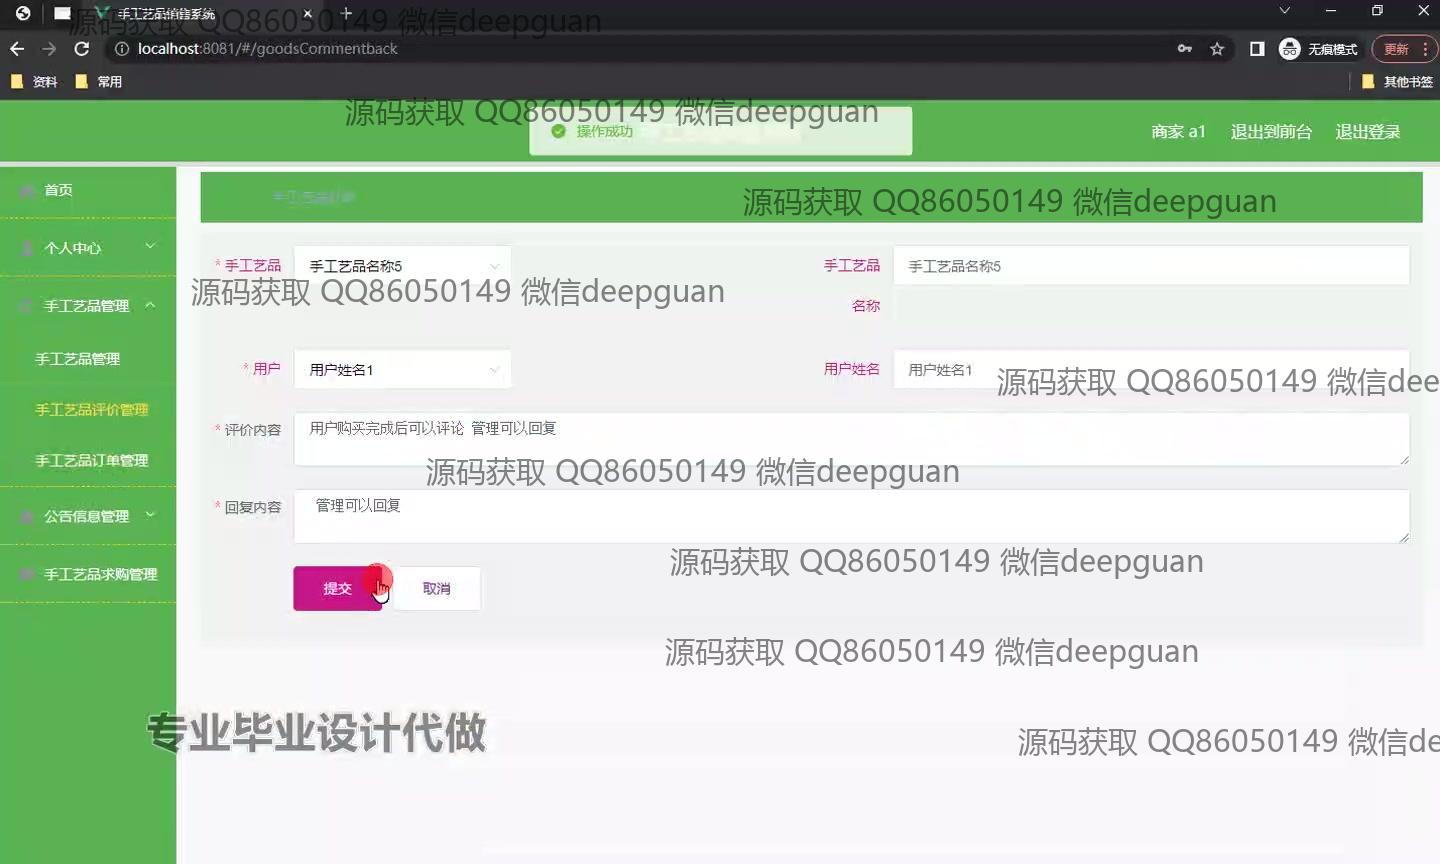 手工艺品销售系统
源码获取 QQ86050149 微信deepguan
localhost:8081/#/goodsCommentback
无痕模式
更新
资料
常用
其他书签
源码获取 QQ86050149 微信deepguan
操作成功
商家 a1
退出到前台
退出登录
首页
源码获取 QQ86050149 微信deepguan
个人中心
* 手工艺品
手工艺品名称5
手工艺品名称
手工艺品名称5
源码获取 QQ86050149 微信deepguan
手工艺品管理
手工艺品管理
* 用户
用户姓名1
用户姓名
用户姓名1
源码获取 QQ86050149 微信dee
手工艺品评价管理
* 评价内容
用户购买完成后可以评论 管理可以回复
手工艺品订单管理
源码获取 QQ86050149 微信deepguan
* 回复内容
管理可以回复
公告信息管理
源码获取 QQ86050149 微信deepguan
手工艺品求购管理
提交
取消
源码获取 QQ86050149 微信deepguan
专业毕业设计代做
源码获取 QQ86050149 微信de